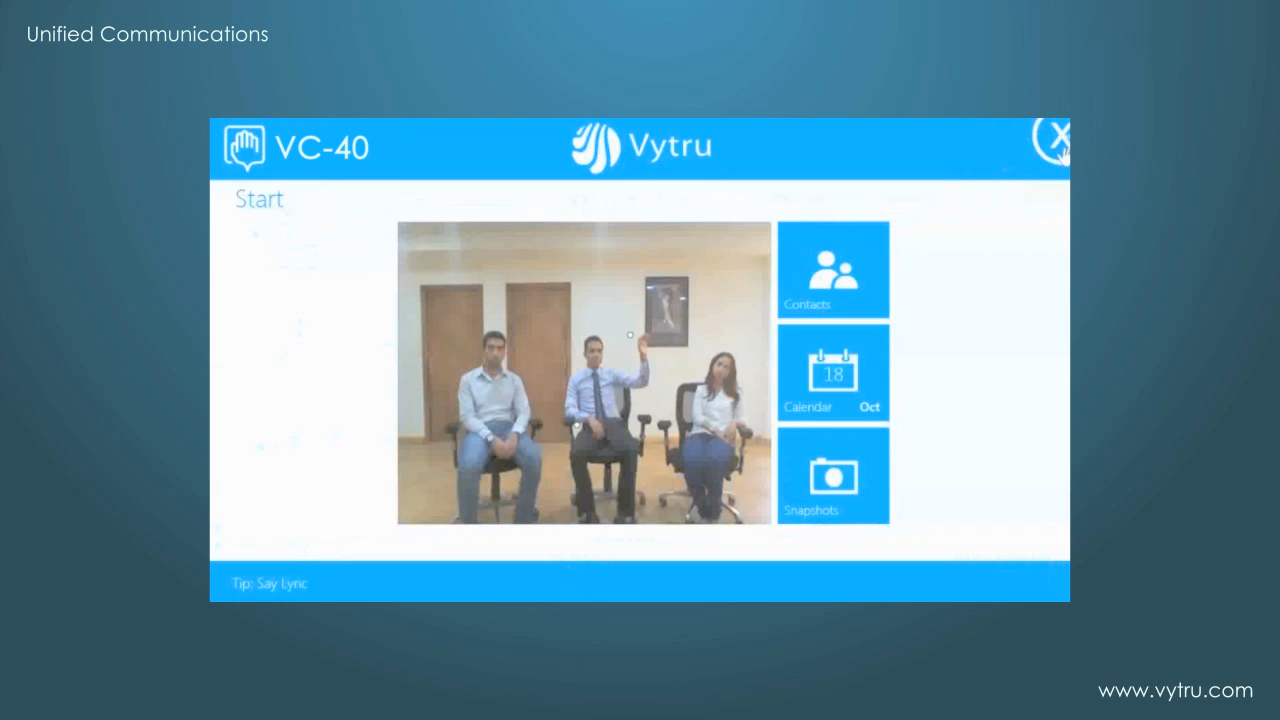 Unified Communications
VC-40
Vytru
Start
Contacts
18
Calendar Oct
Snapshots
Tip: Say Lync
www.vytru.com